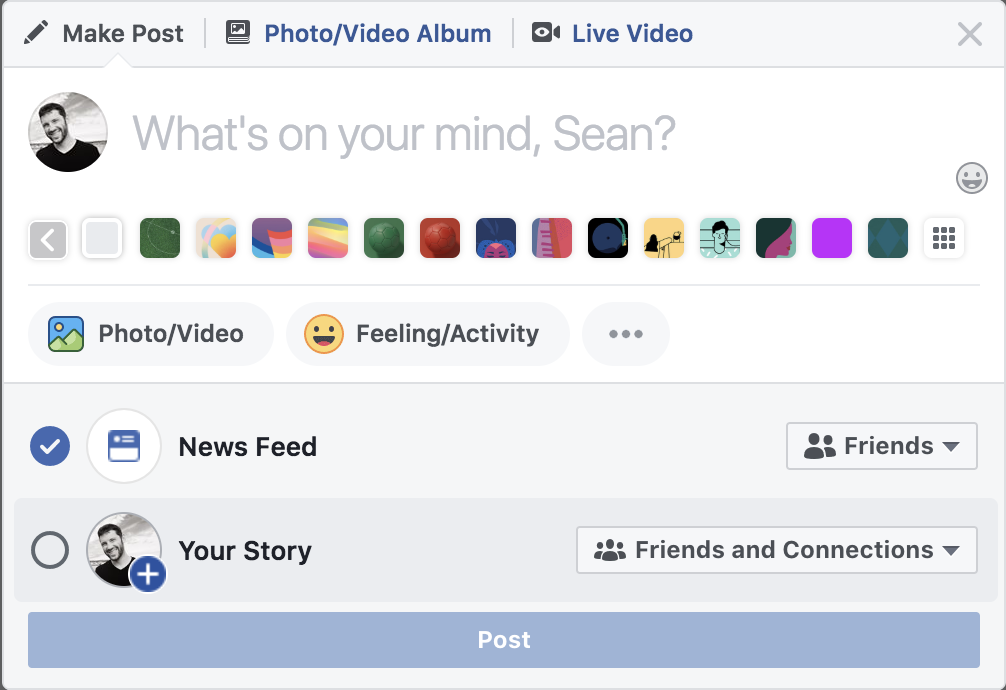 Make Post
Photo/Video Album
Live Video
What's on your mind, Sean?
Photo/Video
Feeling/Activity
News Feed
Friends
Your Story
Friends and Connections
Post